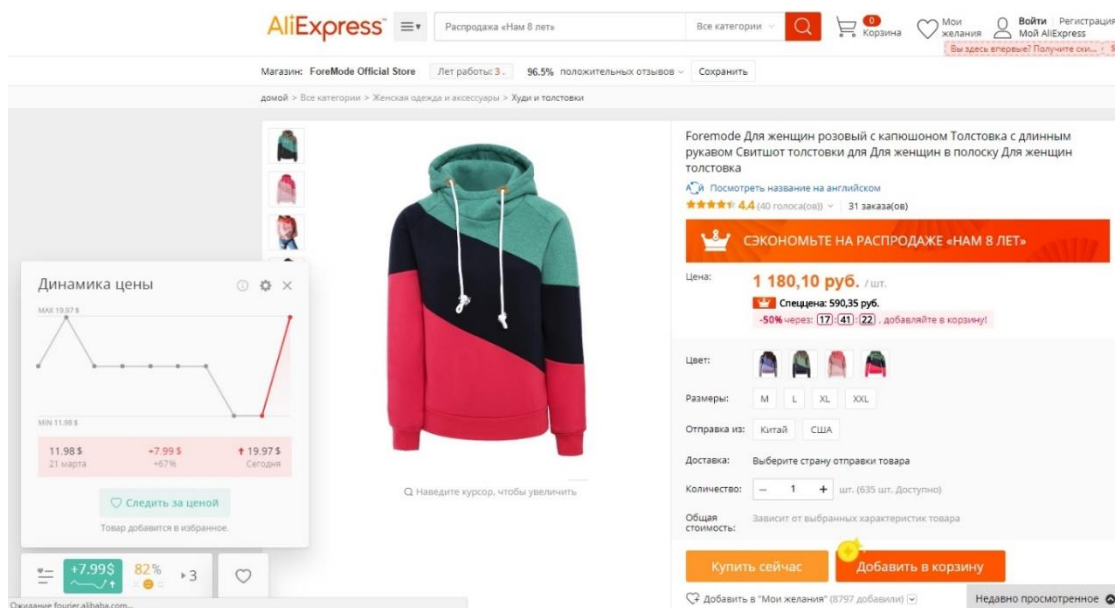 AliExpress™
Распродажа «Нам 8 лет»
Все категории
0
Корзина
Мои желания
Войти | Регистрация
Мой AliExpress
Вы здесь впервые? Получите ски...
Магазин: ForeMode Official Store
Лет работы: 3 .
96.5% положительных отзывов
Сохранить
домой > Все категории > Женская одежда и аксессуары > Худи и толстовки
Foremode Для женщин розовый с капюшоном Толстовка с длинным
рукавом Свитшот толстовки для Для женщин в полоску Для женщин
толстовка
Посмотреть название на английском
4.4 (40 голоса(ов)) 31 заказа(ов)
8 СЭКОНОМЬТЕ НА РАСПРОДАЖЕ «НАМ 8 ЛЕТ»
Цена: 1 180,10 руб. / шт.
Спеццена: 590,35 руб.
-50% через: 17 : 41 : 22 . добавляйте в корзину!
Цвет:
Размеры: M L XL XXL
Отправка из: Китай США
Доставка: Выберите страну отправки товара
Количество: – 1 + шт. (635 шт. Доступно)
Общая стоимость: Зависит от выбранных характеристик товара
Купить сейчас
Добавить в корзину
Добавить в "Мои желания" (8797 добавили)
Недавно просмотренное
Наведите курсор, чтобы увеличить
Динамика цены
MAX 19.97 $
MIN 11.98 $
11.98 $ +7.99 $ 19.97 $
21 марта +67% Сегодня
Следить за ценой
Товар добавится в избранное.
+7.99$
82%
3
Ожидание fourier.alibaba.com...